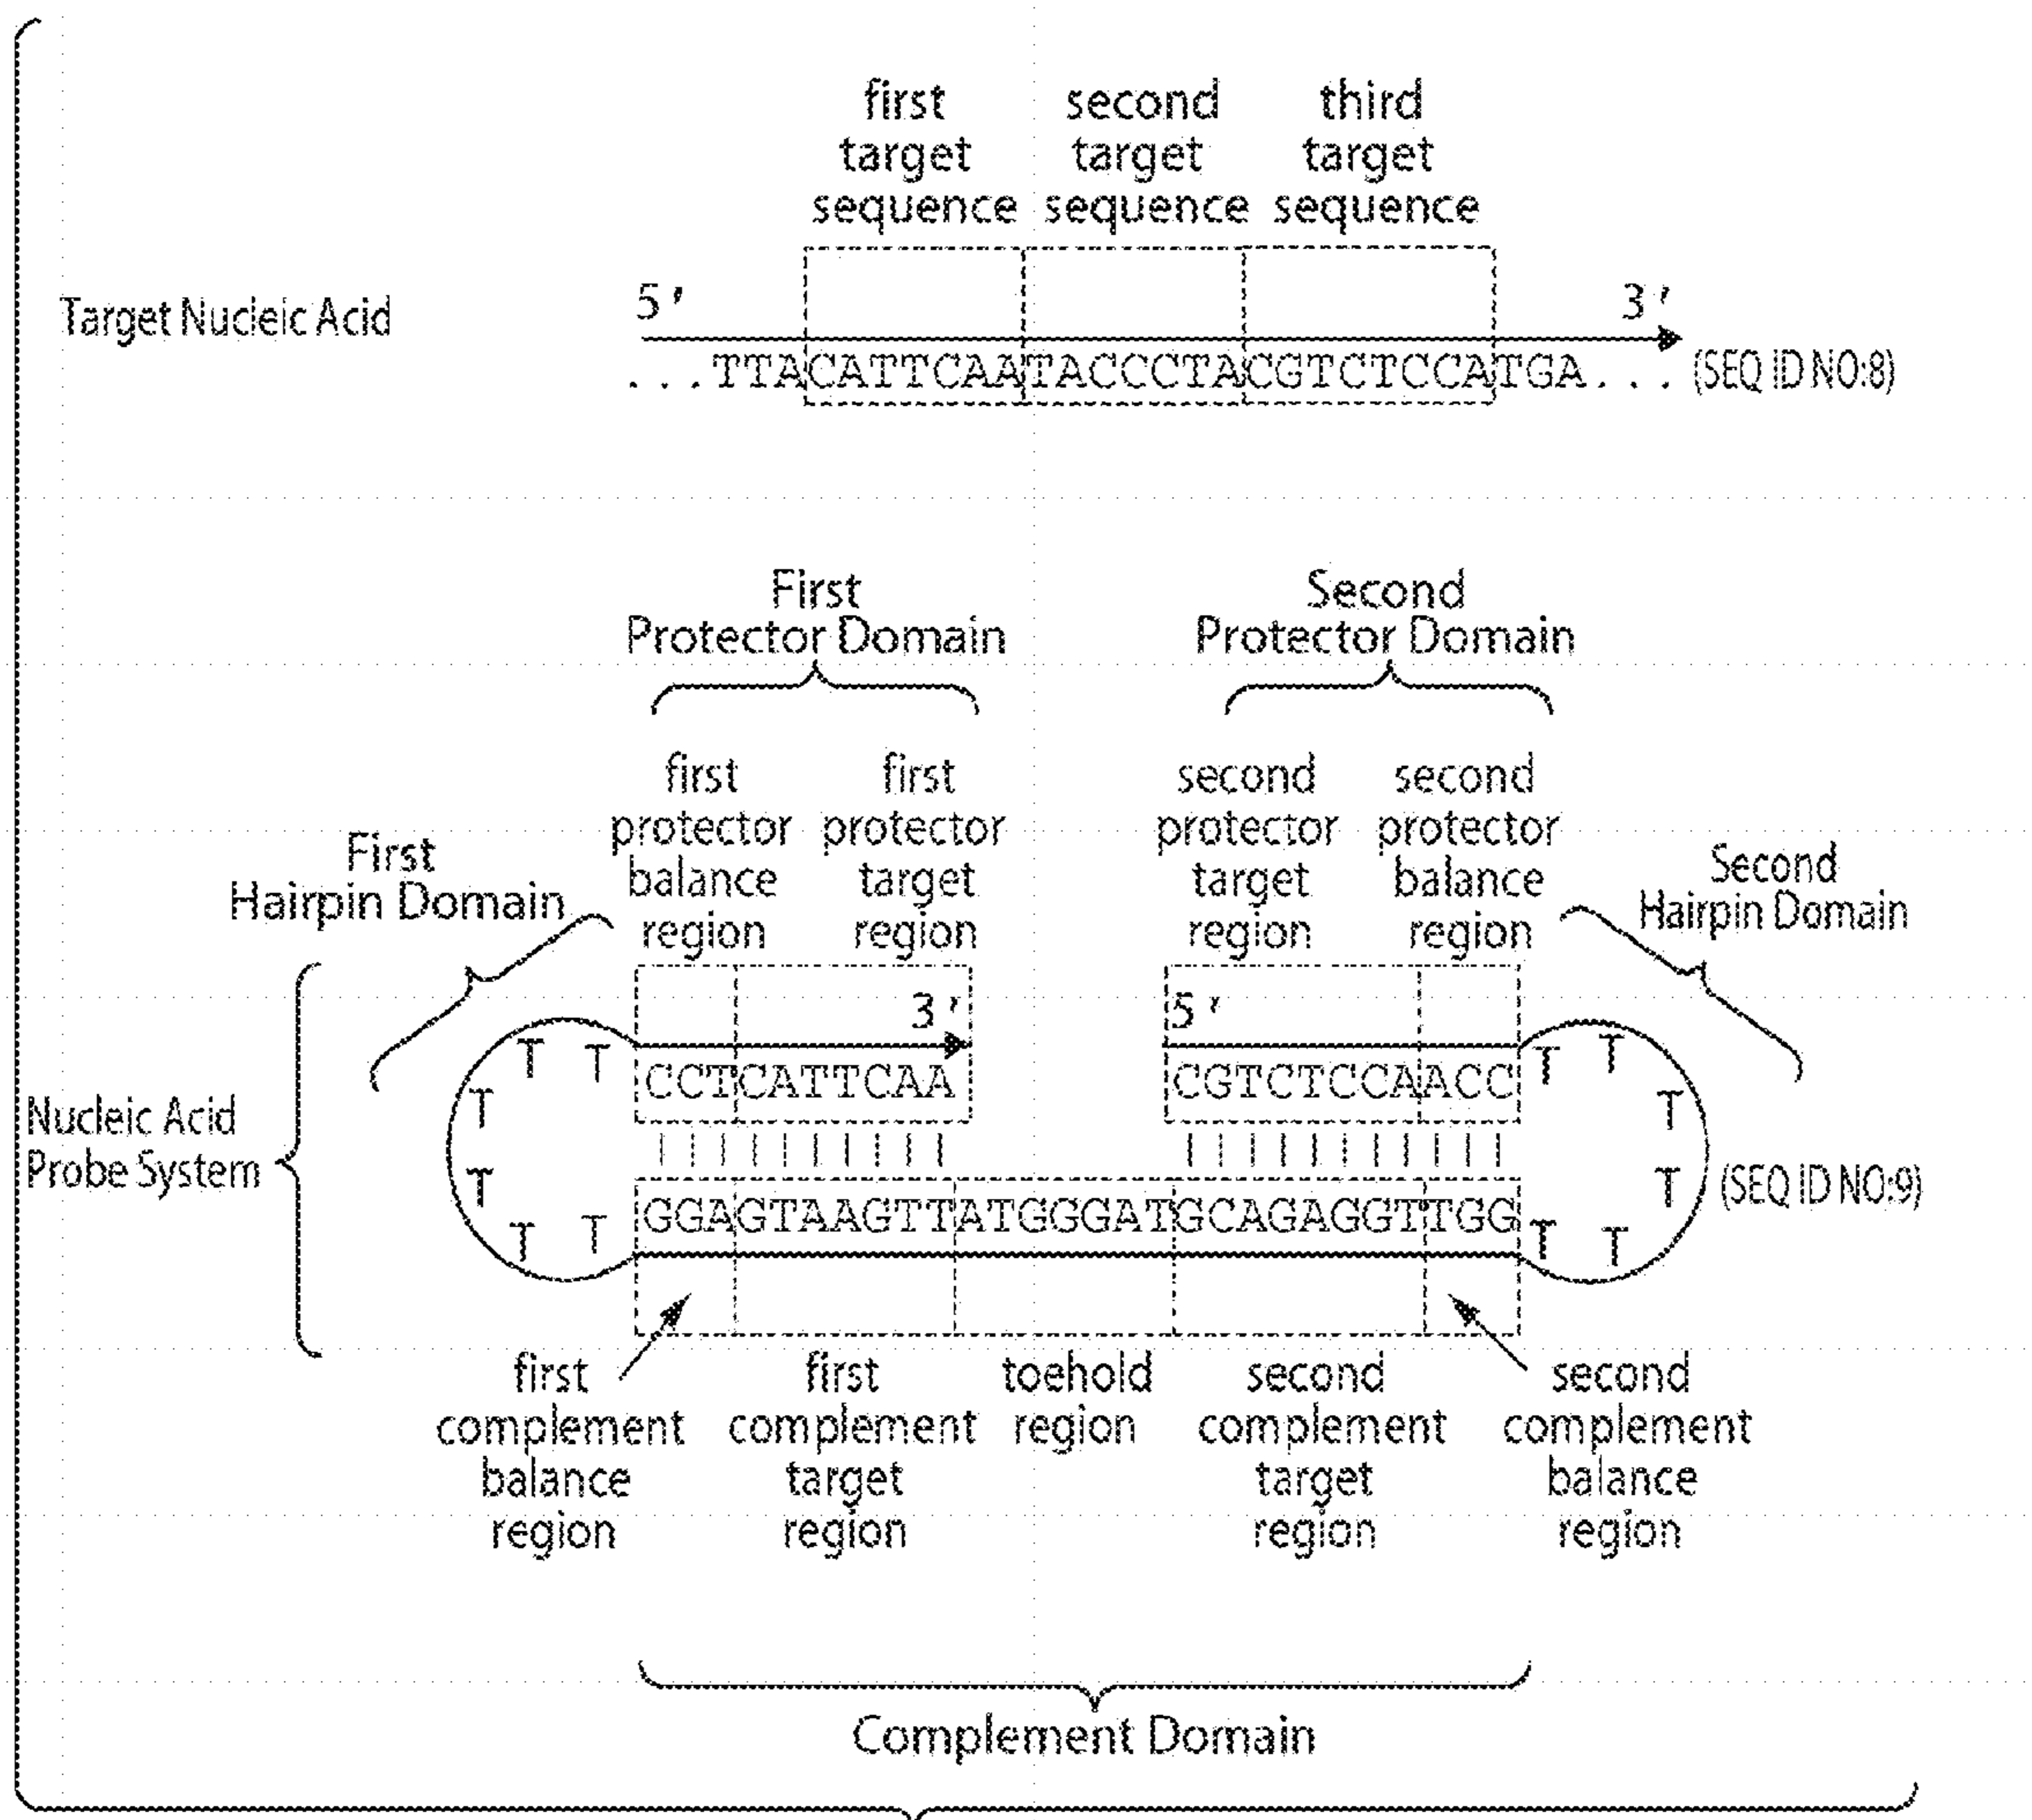 first
target
sequence
second
target
sequence
third
target
sequence
Target Nucleic Acid
5'
3'
...TTACATTCAATACCCTACGTCTCCATGA...
(SEQ ID NO:8)
First
Protector Domain
Second
Protector Domain
first
protector
balance
region
first
protector
target
region
second
protector
target
region
second
protector
balance
region
First
Hairpin Domain
Second
Hairpin Domain
3'
5'
T T T T T T T
CCTCATTCAA
CGTCTCCAACC
T T T T T T
Nucleic Acid
Probe System
GGAGTAAGTTATGGGATGCAGAGGTTGG
(SEQ ID NO:9)
first
complement
balance
region
first
complement
target
region
toehold
region
second
complement
target
region
second
complement
balance
region
Complement Domain